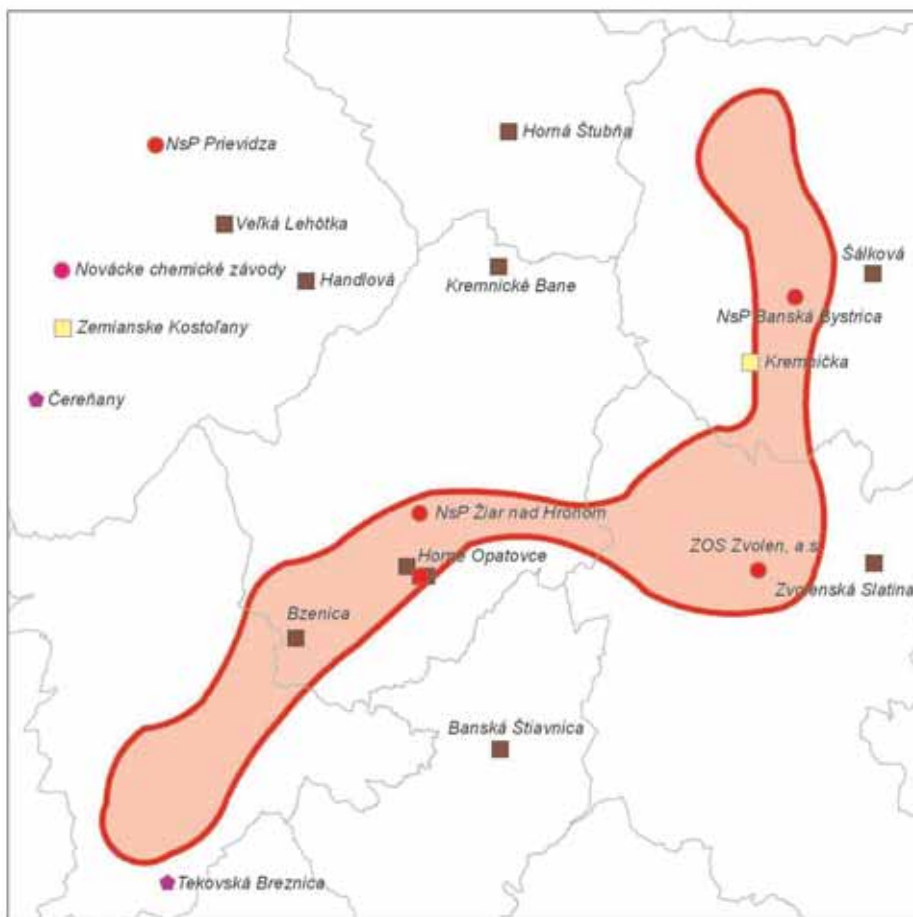 Horná Štubňa
NsP Prievidza
Veľká Lehôtka
Šálková
Novácke chemické závody
Handlová
Kremnické Bane
NsP Banská Bystrica
Zemianske Kostoľany
Kremnička
Čereňany
NsP Žiar nad Hronom
ZOS Zvolen, a.s.
Horné Opatovce
Zvolenská Slatina
Bzenica
Banská Štiavnica
Tekovská Breznica